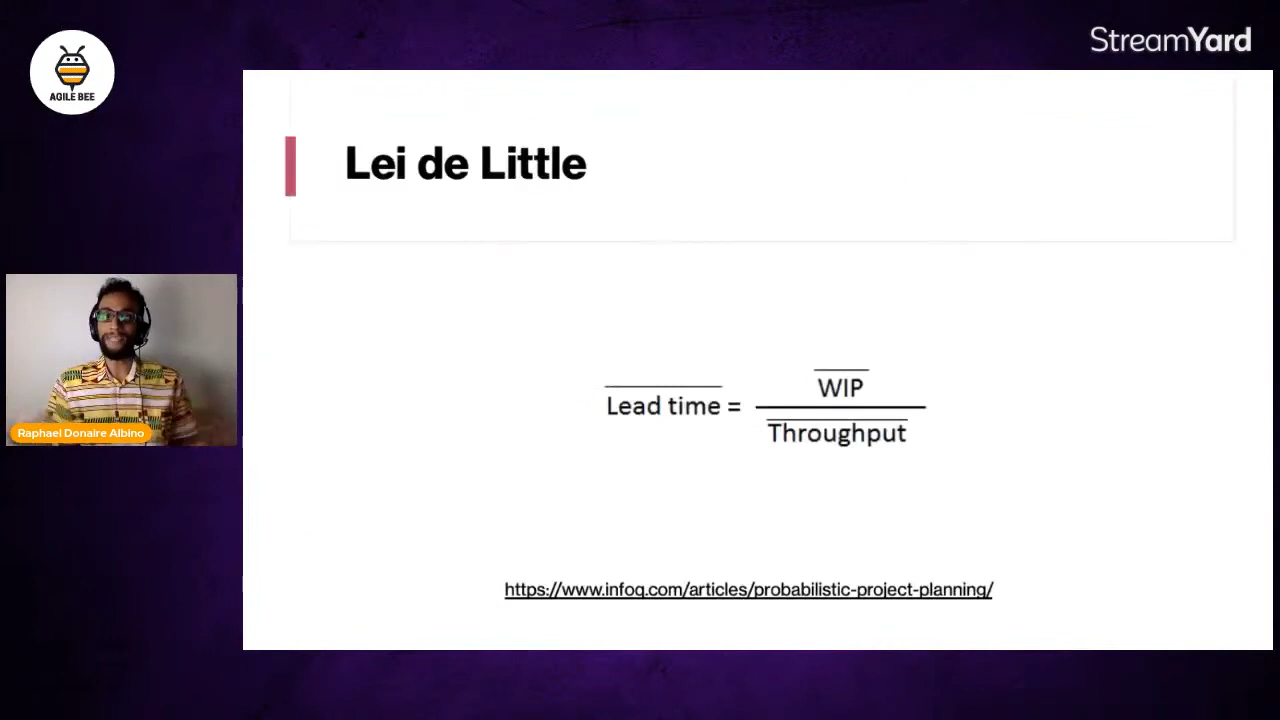 AGILE BEE
StreamYard
Lei de Little
Lead time =
WIP
Throughput
Raphael Donaire Albino
https://www.infoq.com/articles/probabilistic-project-planning/